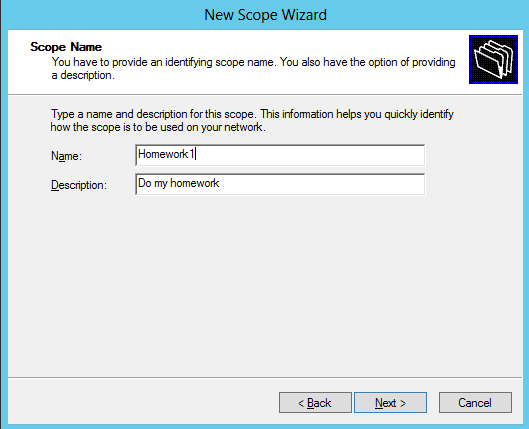 New Scope Wizard
Scope Name
You have to provide an identifying scope name. You also have the option of providing
a description.
Type a name and description for this scope. This information helps you quickly identify
how the scope is to be used on your network.
Name:
Homework1
Description:
Do my homework
< Back
Next >
Cancel